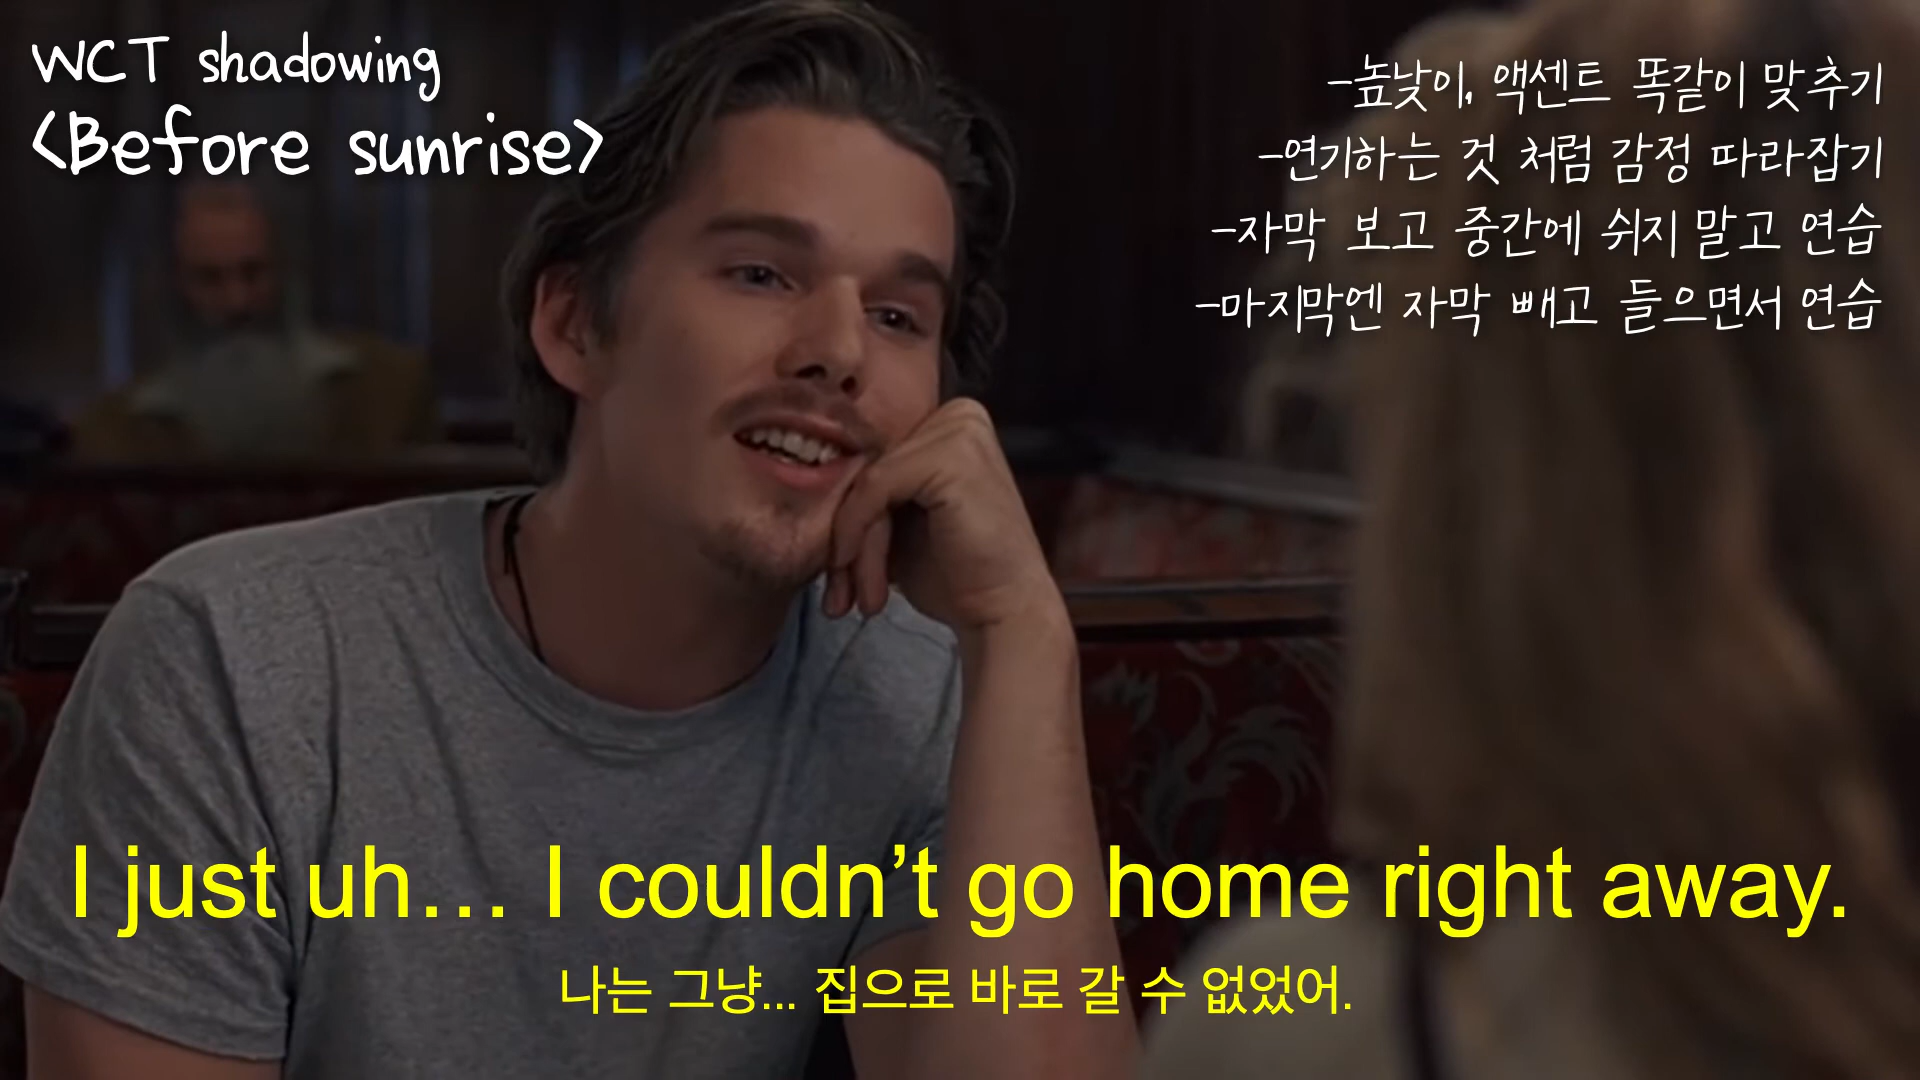 WCT shadowing
<Before sunrise>
-높낮이, 액센트 똑같이 맞추기
-연기하는 것 처럼 감정 따라잡기
-자막 보고 중간에 쉬지 말고 연습
-마지막엔 자막 빼고 들으면서 연습
I just uh… I couldn’t go home right away.
나는 그냥... 집으로 바로 갈 수 없었어.